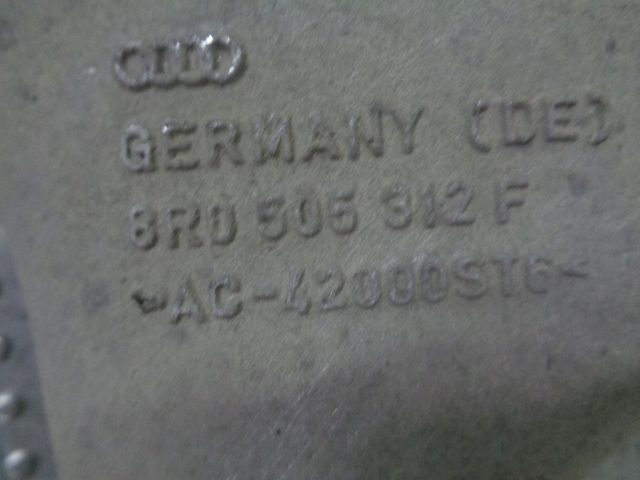 GERMANY (DE)
8R0 505 312 F
>AC-42000ST6<